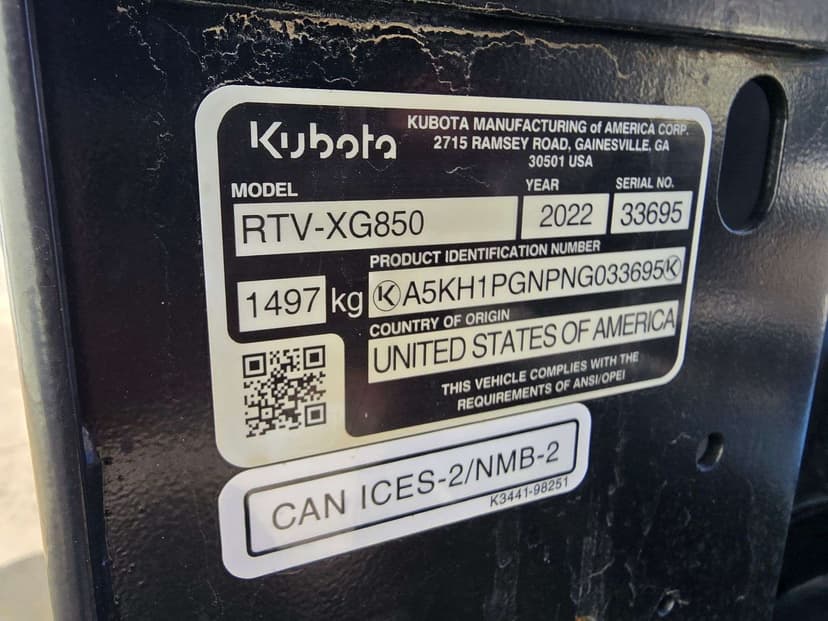 Kubota
KUBOTA MANUFACTURING of AMERICA CORP.
2715 RAMSEY ROAD, GAINESVILLE, GA
30501 USA
MODEL
YEAR
SERIAL NO.
RTV-XG850
2022
33695
PRODUCT IDENTIFICATION NUMBER
1497 kg
A5KH1PGNPNG033695
COUNTRY OF ORIGIN
UNITED STATES OF AMERICA
THIS VEHICLE COMPLIES WITH THE
REQUIREMENTS OF ANSI/OPEI
CAN ICES-2/NMB-2
K3441-98251